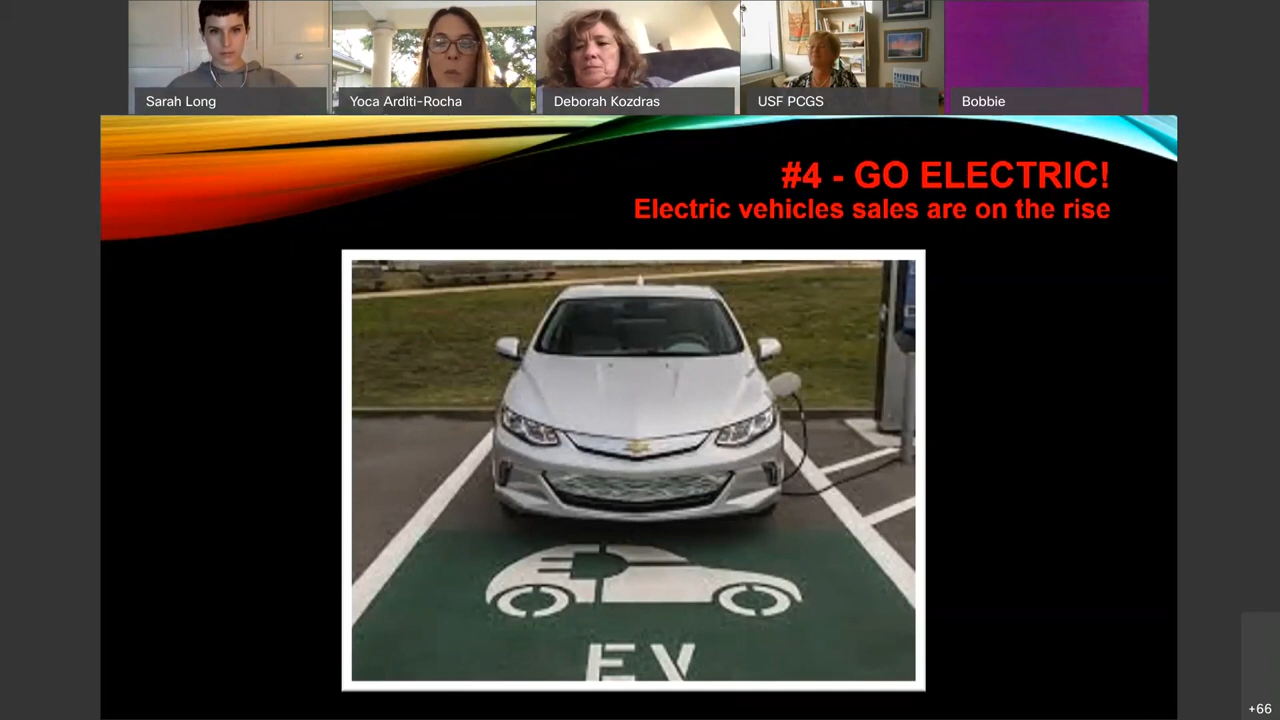 Sarah Long
Yoca Arditi-Rocha
Deborah Kozdras
USF PCGS
Bobbie
#4 - GO ELECTRIC!
Electric vehicles sales are on the rise
EV
+66